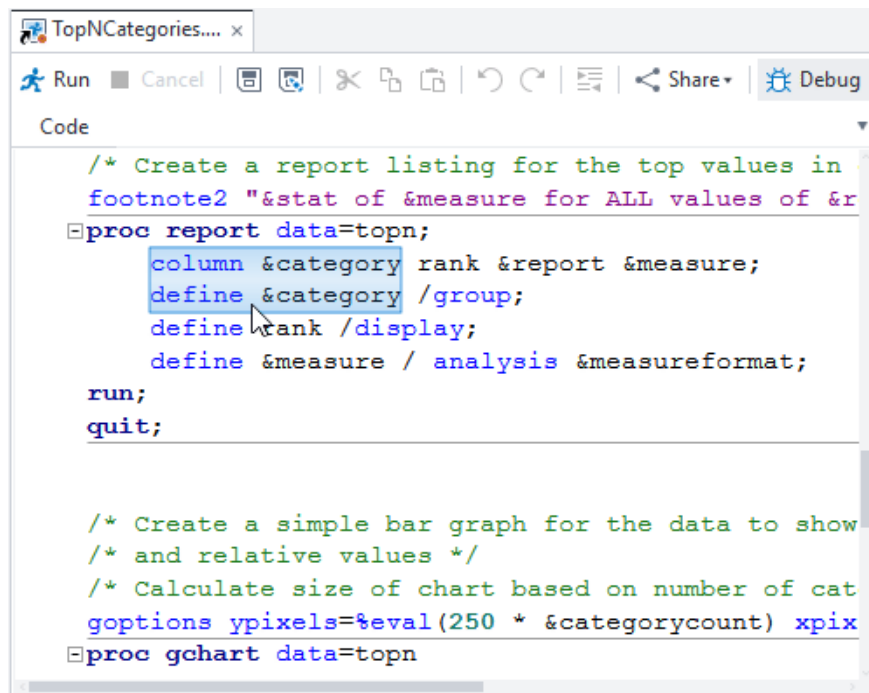 TopNCategories.... ×
Run Cancel Share Debug
Code
/* Create a report listing for the top values in
footnote2 "&stat of &measure for ALL values of &r
proc report data=topn;
column &category rank &report &measure;
define &category /group;
define rank /display;
define &measure / analysis &measureformat;
run;
quit;
/* Create a simple bar graph for the data to show
/* and relative values */
/* Calculate size of chart based on number of cat
goptions ypixels=%eval(250 * &categorycount) xpix
proc gchart data=topn